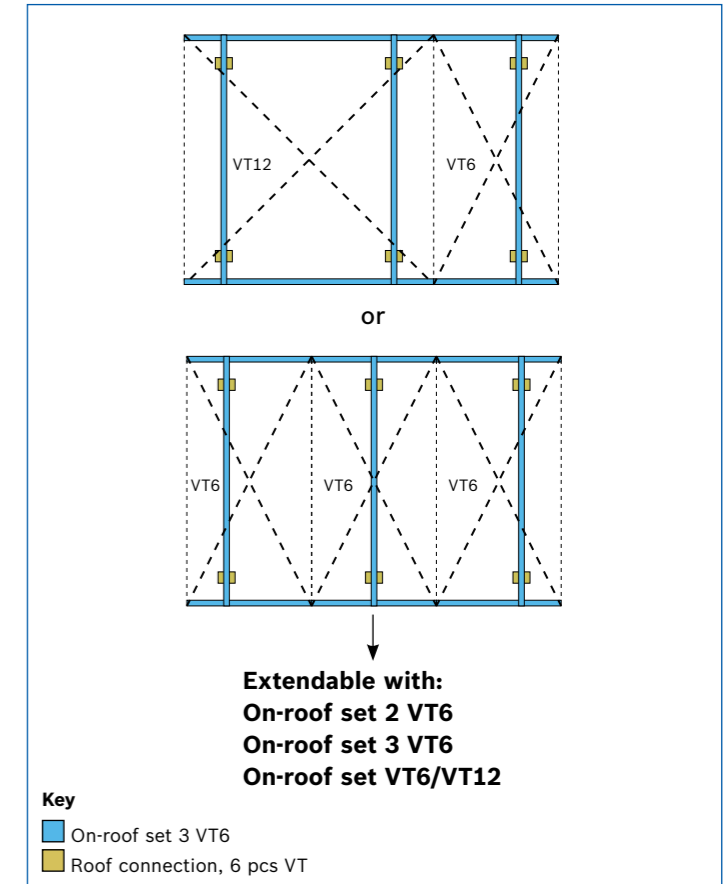 VT12
VT6
or
VT6
VT6
VT6
Extendable with:
On-roof set 2 VT6
On-roof set 3 VT6
On-roof set VT6/VT12
Key
On-roof set 3 VT6
Roof connection, 6 pcs VT